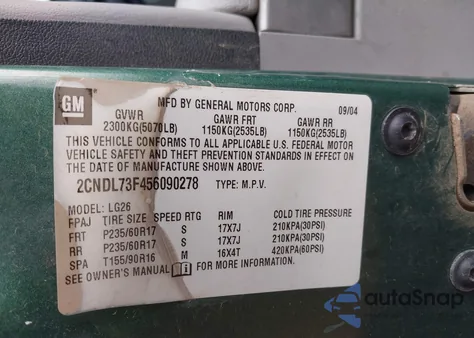 GM
MFD BY GENERAL MOTORS CORP. 09/04
GVWR GAWR FRT GAWR RR
2300KG(5070LB) 1150KG(2535LB) 1150KG(2535LB)
THIS VEHICLE CONFORMS TO ALL APPLICABLE U.S. FEDERAL MOTOR
VEHICLE SAFETY AND THEFT PREVENTION STANDARDS IN EFFECT ON
THE DATE OF MANUFACTURE SHOWN ABOVE.
2CNDL73F456090278 TYPE: M.P.V.
MODEL: LG26
FPAJ TIRE SIZE SPEED RTG RIM COLD TIRE PRESSURE
FRT P235/60R17 S 17X7J 210KPA(30PSI)
RR P235/60R17 S 17X7J 210KPA(30PSI)
SPA T155/90R16 M 16X4T 420KPA(60PSI)
SEE OWNER'S MANUAL FOR MORE INFORMATION.
autoSnap